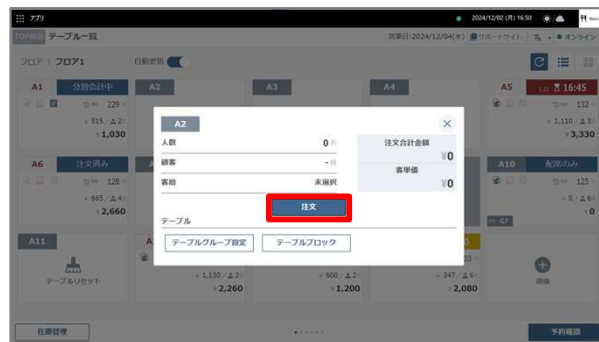 アプリ 2024/12/02 (月) 16:50
TOP画面 テーブル一覧 営業日:2024/12/04(水) サポートサイト オンライン
フロア | フロア1 自動更新
A1 分割会計中 A2 A3 A4 A5 L.O. 16:45
229 132
515 / 2 1,110 / 3
1,030 3,330
A2
人数 0 注文合計金額
¥0
顧客 -
客単価
客層 未選択 ¥0
注文
テーブル
テーブルグループ設定 テーブルブロック
A6 注文済み A10 配席のみ
128 125
665 / 4 0 / 6
2,660 0
G7
A11
テーブルリセット
1,130 / 2 600 / 2 347 / 6
2,260 1,200 2,080
在庫管理 予約確認